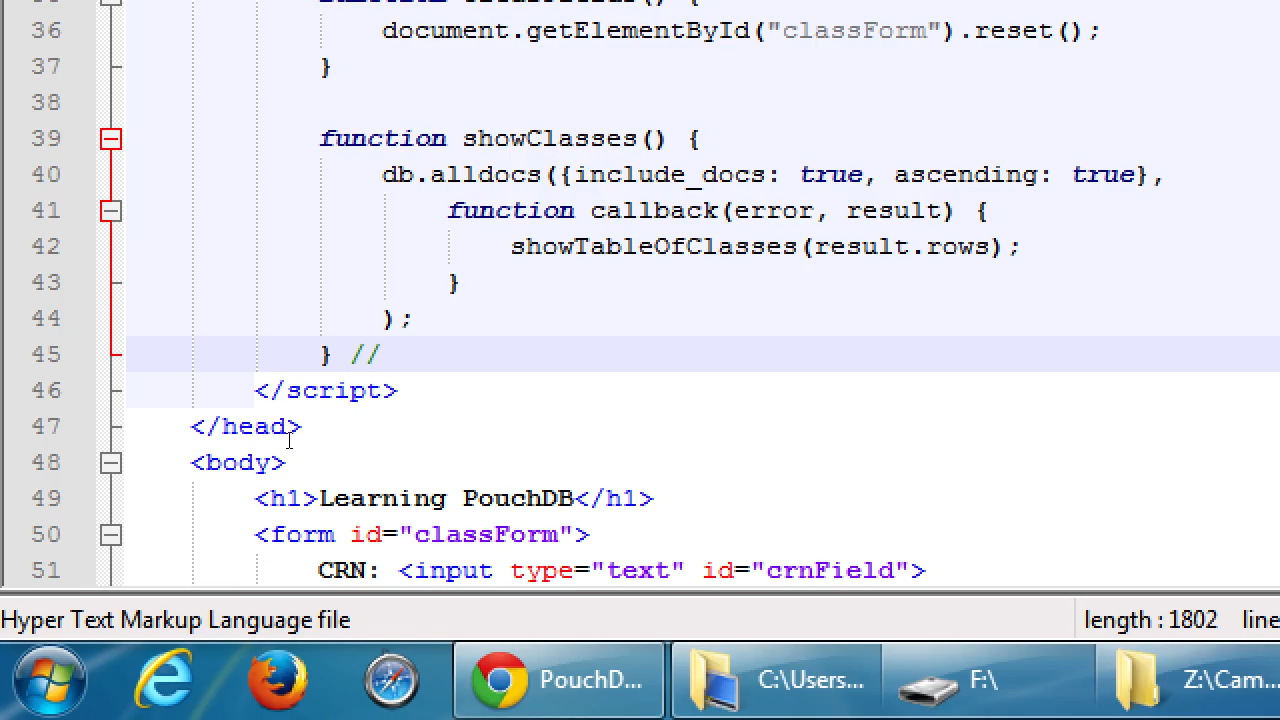 36 document.getElementById("classForm").reset();
37 }
38
39 function showClasses() {
40 db.alldocs({include_docs: true, ascending: true},
41 function callback(error, result) {
42 showTableOfClasses(result.rows);
43 }
44 );
45 } //
46 </script>
47 </head>
48 <body>
49 <h1>Learning PouchDB</h1>
50 <form id="classForm">
51 CRN: <input type="text" id="crnField">
Hyper Text Markup Language file length : 1802 line
PouchD... C:\Users... F:\ Z:\Cam...